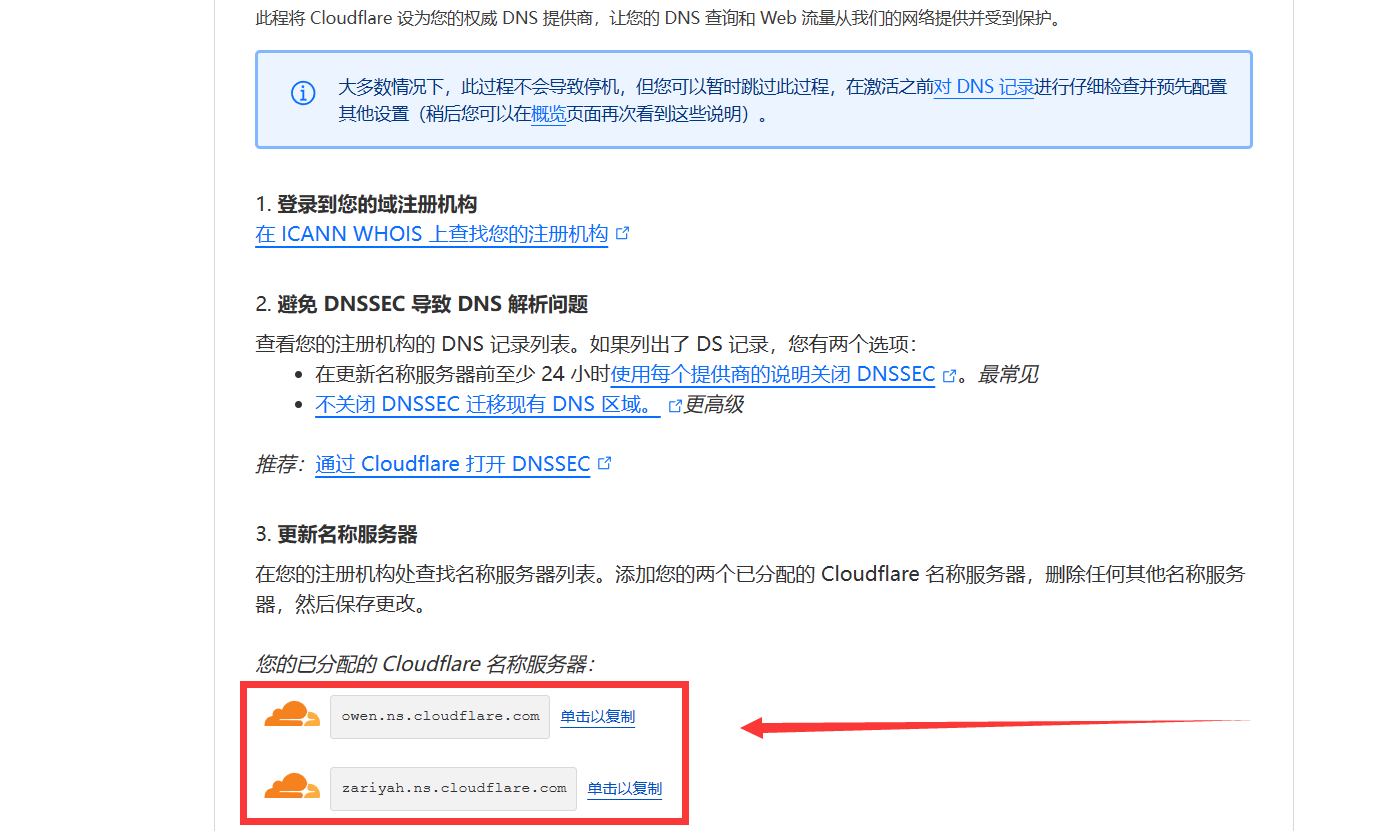 此程将 Cloudflare 设为您的权威 DNS 提供商，让您的 DNS 查询和 Web 流量从我们的网络提供并受到保护。
大多数情况下，此过程不会导致停机，但您可以暂时跳过此过程，在激活之前对 DNS 记录进行仔细检查并预先配置
其他设置（稍后您可以在概览页面再次看到这些说明）。
1. 登录到您的域注册机构
在 ICANN WHOIS 上查找您的注册机构
2. 避免 DNSSEC 导致 DNS 解析问题
查看您的注册机构的 DNS 记录列表。如果列出了 DS 记录，您有两个选项：
• 在更新名称服务器前至少 24 小时使用每个提供商的说明关闭 DNSSEC 。最常见
• 不关闭 DNSSEC 迁移现有 DNS 区域。 更高级
推荐：通过 Cloudflare 打开 DNSSEC
3. 更新名称服务器
在您的注册机构处查找名称服务器列表。添加您的两个已分配的 Cloudflare 名称服务器，删除任何其他名称服务
器，然后保存更改。
您的已分配的 Cloudflare 名称服务器：
owen.ns.cloudflare.com 单击以复制
zariyah.ns.cloudflare.com 单击以复制